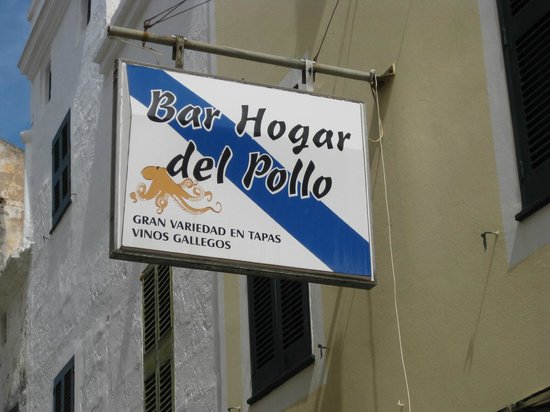 Bar Hogar
del Pollo
GRAN VARIEDAD EN TAPAS
VINOS GALLEGOS